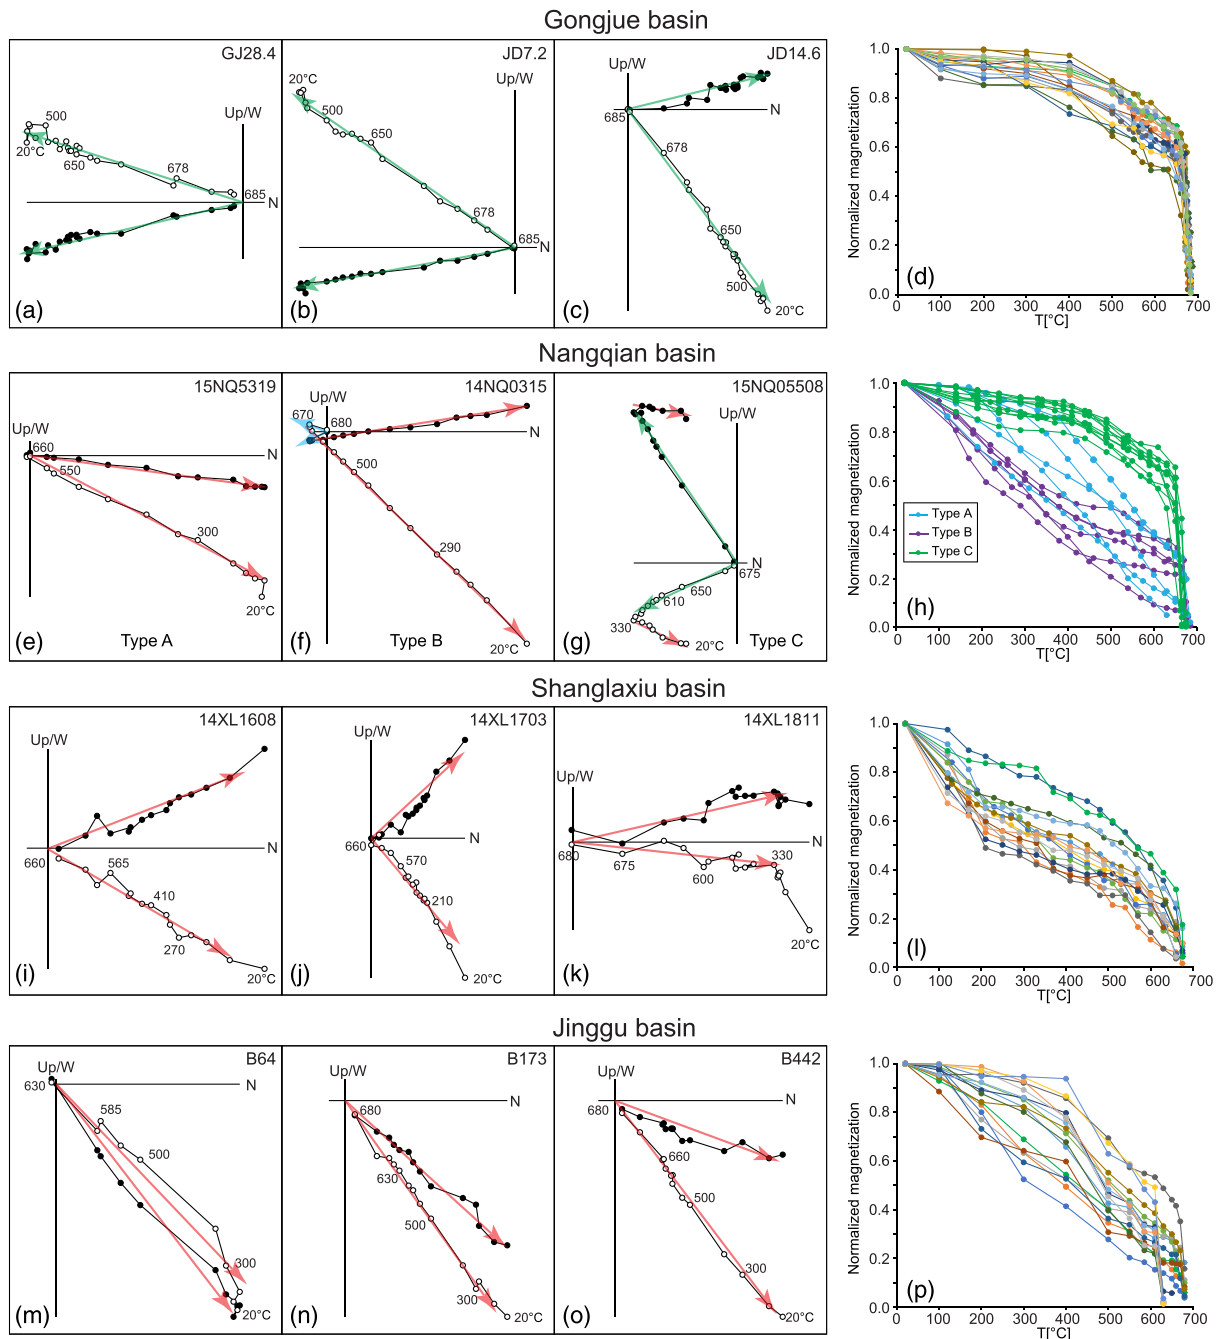 Gongjue basin
GJ28.4
Up/W
500
20°C
650
678
685
N
(a)
JD7.2
Up/W
20°C
500
650
678
685
N
(b)
JD14.6
Up/W
N
685
678
650
500
20°C
(c)
Normalized magnetization
1.0
0.8
0.6
0.4
0.2
0.0
(d)
0 100 200 300 400 500 600 700
T[°C]
Nangqian basin
15NQ5319
Up/W
660
N
550
300
20°C
(e)
Type A
14NQ0315
Up/W
670
680
N
500
290
20°C
(f)
Type B
15NQ05508
Up/W
N
675
650
610
330
20°C
(g)
Type C
Normalized magnetization
1.0
0.8
0.6
0.4
0.2
0.0
Type A
Type B
Type C
(h)
0 100 200 300 400 500 600 700
T[°C]
Shanglaxiu basin
14XL1608
Up/W
N
660
565
410
270
20°C
(i)
14XL1703
Up/W
N
660
570
210
20°C
(j)
14XL1811
Up/W
N
680
675
600
330
20°C
(k)
Normalized magnetization
1.0
0.8
0.6
0.4
0.2
0.0
(l)
0 100 200 300 400 500 600 700
T[°C]
Jinggu basin
B64
Up/W
630
N
585
500
300
20°C
(m)
B173
Up/W
N
680
630
500
300
20°C
(n)
B442
Up/W
N
680
660
500
300
20°C
(o)
Normalized magnetization
1.0
0.8
0.6
0.4
0.2
0.0
(p)
0 100 200 300 400 500 600 700
T[°C]